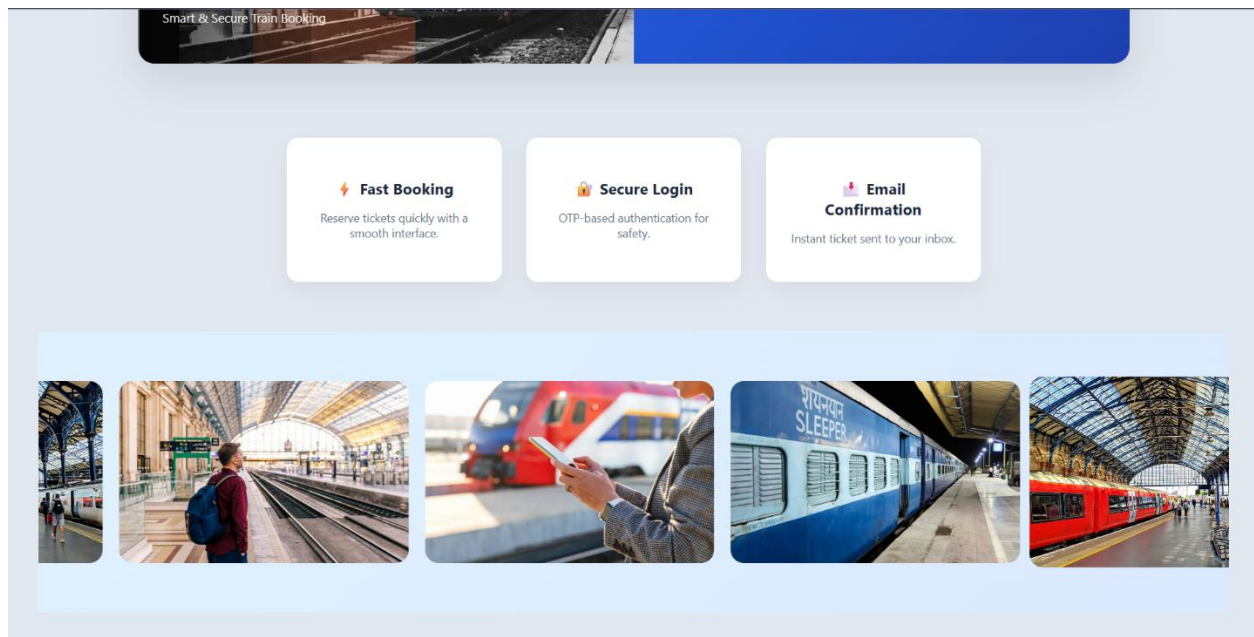 Smart & Secure Train Booking
⚡ Fast Booking
Reserve tickets quickly with a
smooth interface.
🔐 Secure Login
OTP-based authentication for
safety.
📩 Email
Confirmation
Instant ticket sent to your inbox.
शयनयान
SLEEPER